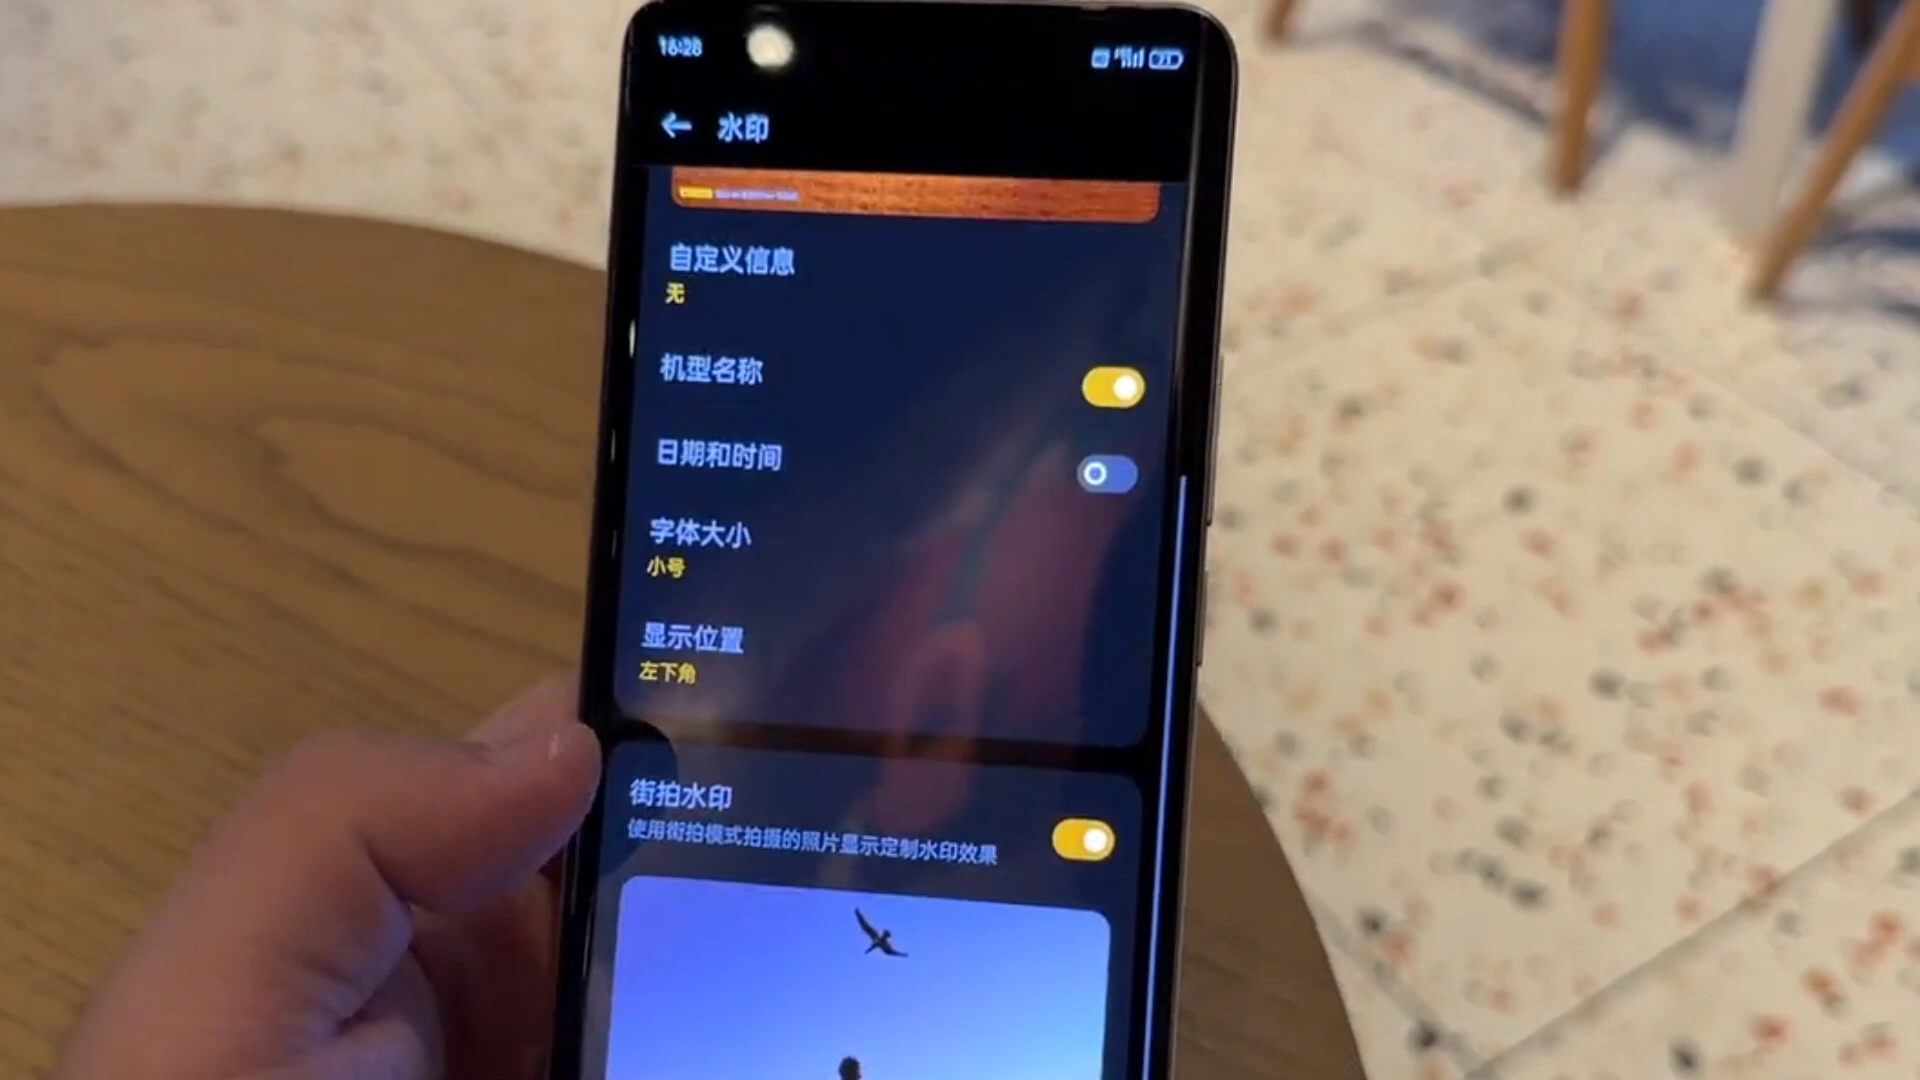 16:28
水印
自定义信息
无
机型名称
日期和时间
字体大小
小号
显示位置
左下角
街拍水印
使用街拍模式拍摄的照片显示定制水印效果